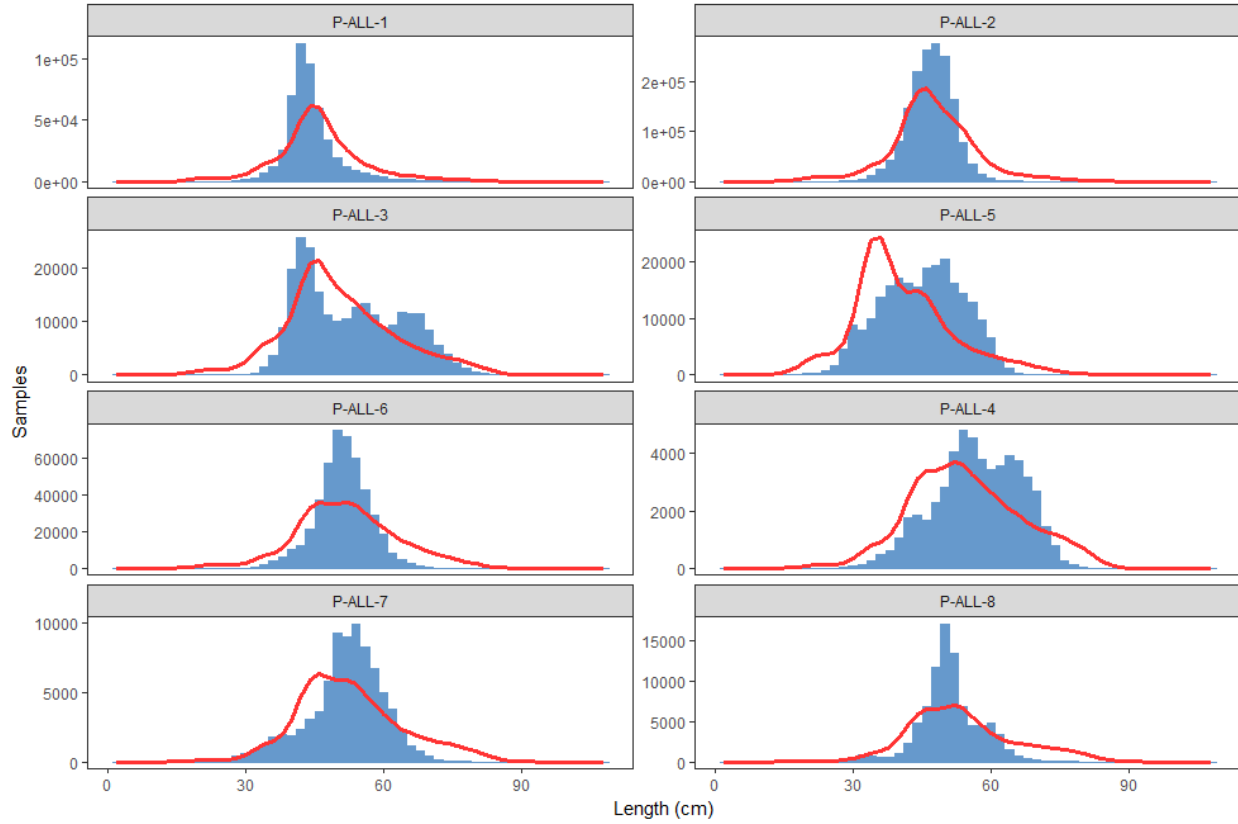 P-ALL-1
P-ALL-2
1e+05
5e+04
0e+00
2e+05
1e+05
0e+00
P-ALL-3
P-ALL-5
20000
10000
0
20000
10000
0
P-ALL-6
P-ALL-4
60000
40000
20000
0
4000
2000
0
P-ALL-7
P-ALL-8
10000
5000
0
15000
10000
5000
0
0 30 60 90
0 30 60 90
Samples
Length (cm)